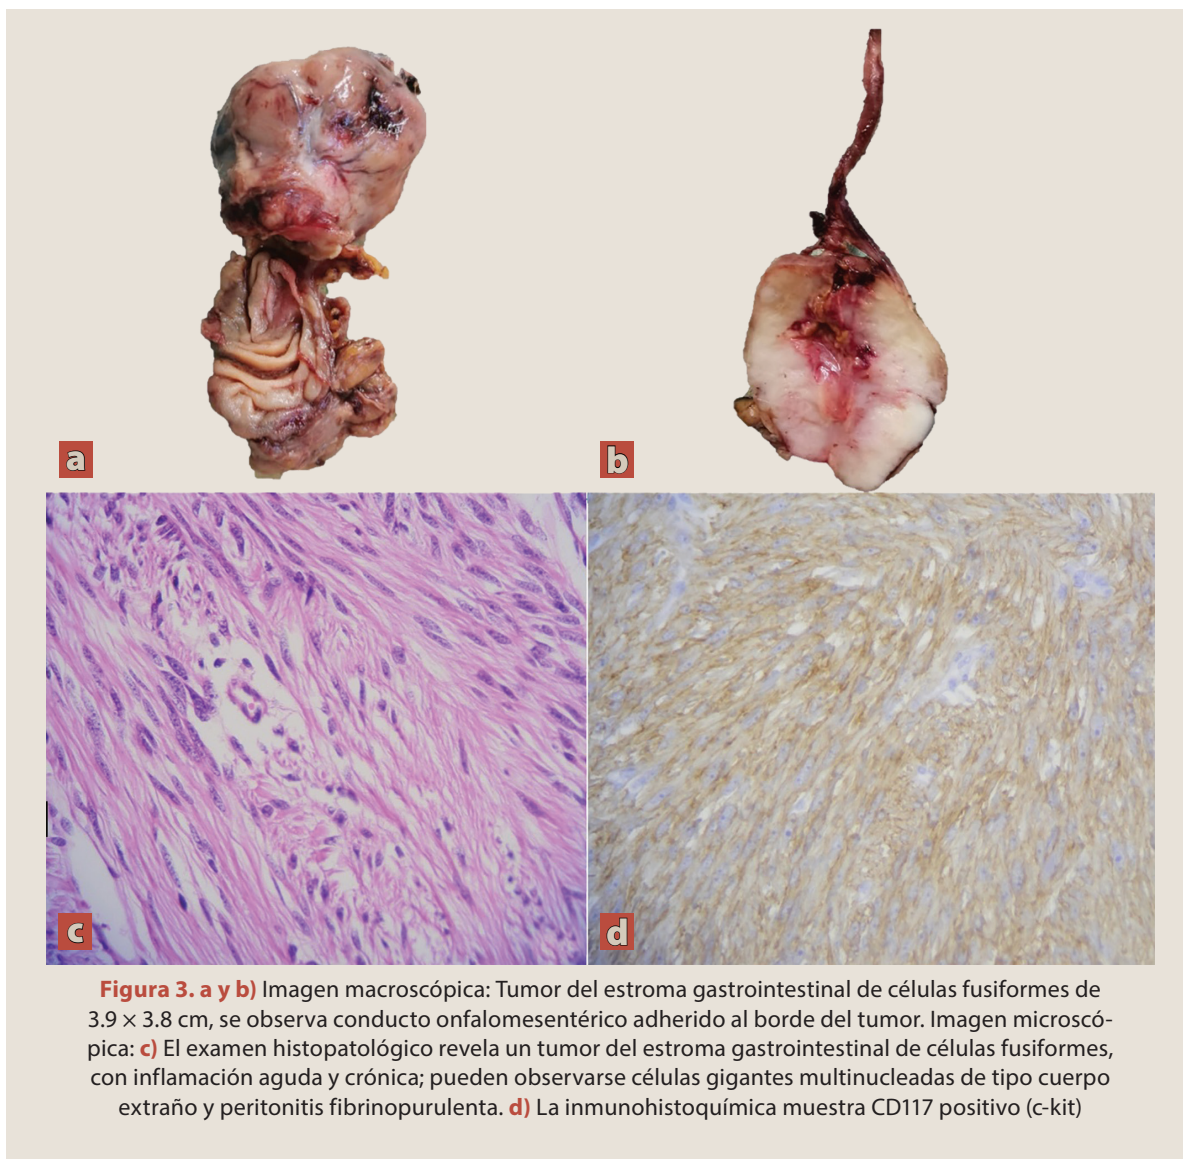 a
b
c
d
Figura 3. a y b) Imagen macroscópica: Tumor del estroma gastrointestinal de células fusiformes de
3.9 × 3.8 cm, se observa conducto onfalomesentérico adherido al borde del tumor. Imagen microscó-
pica: c) El examen histopatológico revela un tumor del estroma gastrointestinal de células fusiformes,
con inflamación aguda y crónica; pueden observarse células gigantes multinucleadas de tipo cuerpo
extraño y peritonitis fibrinopurulenta. d) La inmunohistoquímica muestra CD117 positivo (c-kit)